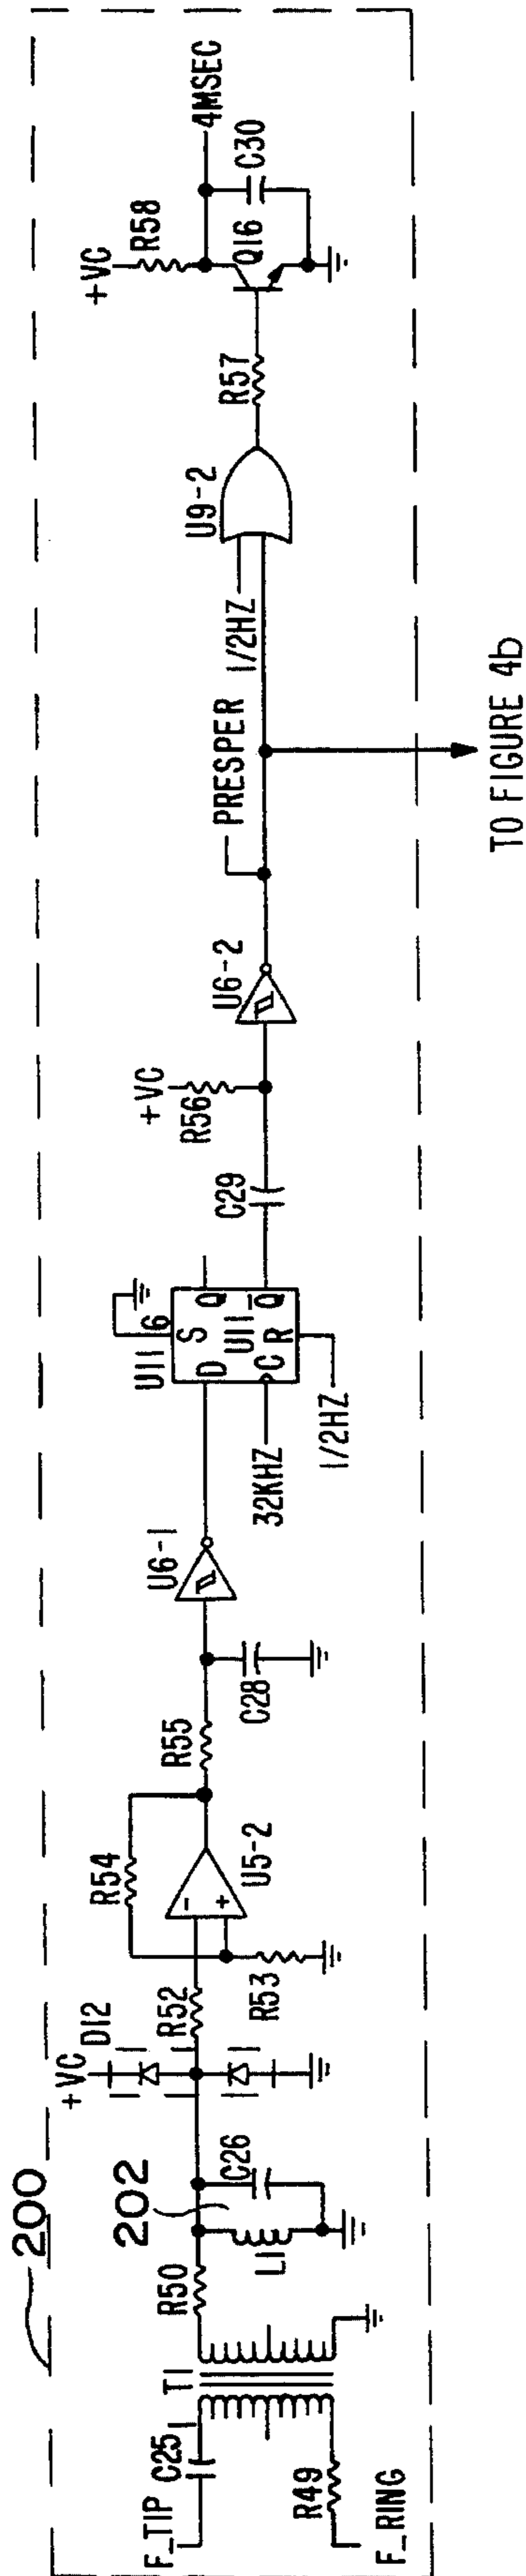 200
F_TIP
C25
T1
R49
F_RING
R50
202
L1
C26
+VC
D12
R52
R53
R54
-
+
U5-2
R55
C28
U6-1
U11
6
S
D
Q
U11
C
Q
R
32KHZ
1/2HZ
C29
+VC
R56
U6-2
PRESPER
1/2HZ
U9-2
R57
+VC
R58
Q16
C30
4MSEC
TO FIGURE 4b